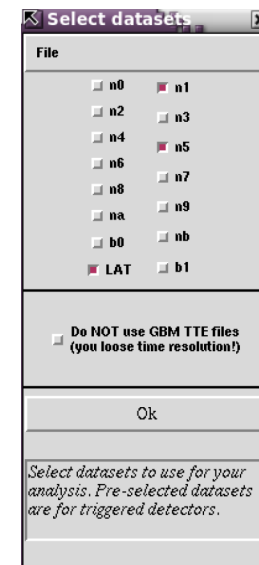 Select datasets
File
n0 n1
n2 n3
n4 n5
n6 n7
n8 n9
na nb
b0 b1
LAT
Do NOT use GBM TTE files
(you loose time resolution!)
Ok
Select datasets to use for your
analysis. Pre-selected datasets
are for triggered detectors.